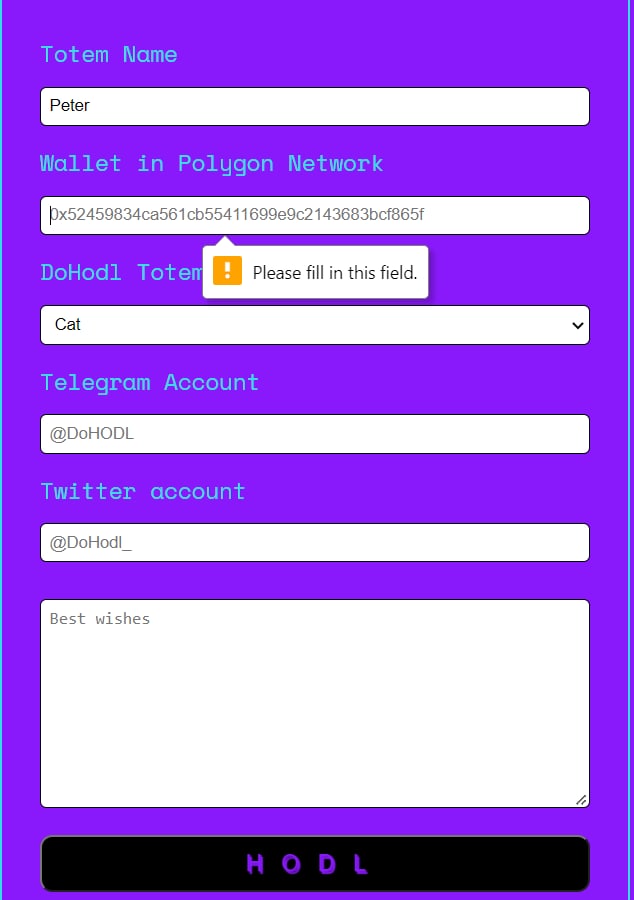 Totem Name
Peter
Wallet in Polygon Network
0x52459834ca561cb55411699e9c2143683bcf865f
DoHodl Totem
! Please fill in this field.
Cat
Telegram Account
@DoHODL
Twitter account
@DoHodl_
Best wishes
HODL